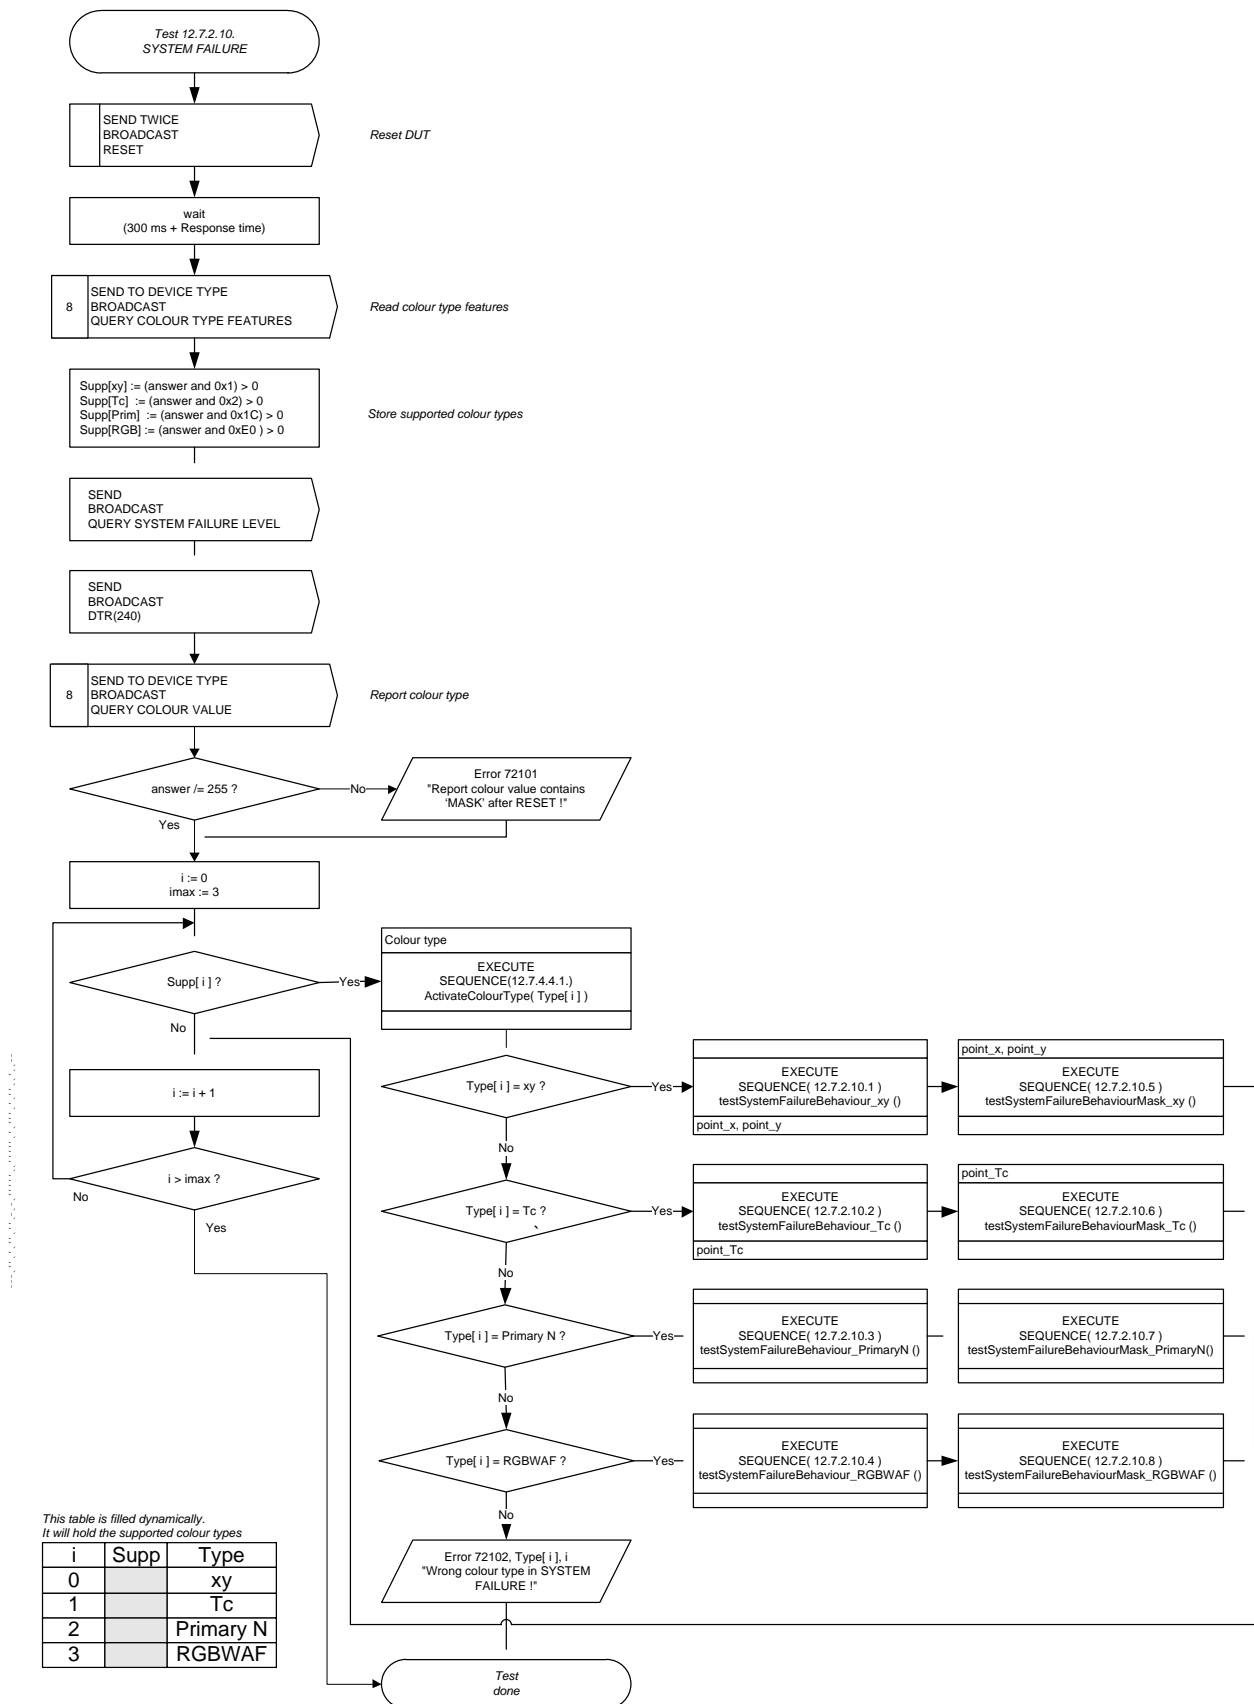 Test 12.7.2.10.
SYSTEM FAILURE
SEND TWICE
BROADCAST
RESET
Reset DUT
wait
(300 ms + Response time)
8
SEND TO DEVICE TYPE
BROADCAST
QUERY COLOUR TYPE FEATURES
Read colour type features
Supp[xy] := (answer and 0x1) > 0
Supp[Tc] := (answer and 0x2) > 0
Supp[Prim] := (answer and 0x1C) > 0
Supp[RGB] := (answer and 0xE0 ) > 0
Store supported colour types
SEND
BROADCAST
QUERY SYSTEM FAILURE LEVEL
SEND
BROADCAST
DTR(240)
8
SEND TO DEVICE TYPE
BROADCAST
QUERY COLOUR VALUE
Report colour type
answer /= 255 ?
No
Error 72101
"Report colour value contains
‘MASK’ after RESET !"
Yes
i := 0
imax := 3
Supp[ i ] ?
Yes
No
Colour type
EXECUTE
SEQUENCE(12.7.4.4.1.)
ActivateColourType( Type[ i ] )
i := i + 1
i > imax ?
No
Yes
Type[ i ] = xy ?
Yes
No
EXECUTE
SEQUENCE( 12.7.2.10.1 )
testSystemFailureBehaviour_xy ()
point_x, point_y
point_x, point_y
EXECUTE
SEQUENCE( 12.7.2.10.5 )
testSystemFailureBehaviourMask_xy ()
Type[ i ] = Tc ?
`
Yes
No
EXECUTE
SEQUENCE( 12.7.2.10.2 )
testSystemFailureBehaviour_Tc ()
point_Tc
point_Tc
EXECUTE
SEQUENCE( 12.7.2.10.6 )
testSystemFailureBehaviourMask_Tc ()
Type[ i ] = Primary N ?
Yes
No
EXECUTE
SEQUENCE( 12.7.2.10.3 )
testSystemFailureBehaviour_PrimaryN ()
EXECUTE
SEQUENCE( 12.7.2.10.7 )
testSystemFailureBehaviourMask_PrimaryN()
Type[ i ] = RGBWAF ?
Yes
No
EXECUTE
SEQUENCE( 12.7.2.10.4 )
testSystemFailureBehaviour_RGBWAF ()
EXECUTE
SEQUENCE( 12.7.2.10.8 )
testSystemFailureBehaviourMask_RGBWAF ()
Error 72102, Type[ i ], i
"Wrong colour type in SYSTEM
FAILURE !"
Test
done
This table is filled dynamically.
It will hold the supported colour types
i Supp Type
0 xy
1 Tc
2 Primary N
3 RGBWAF